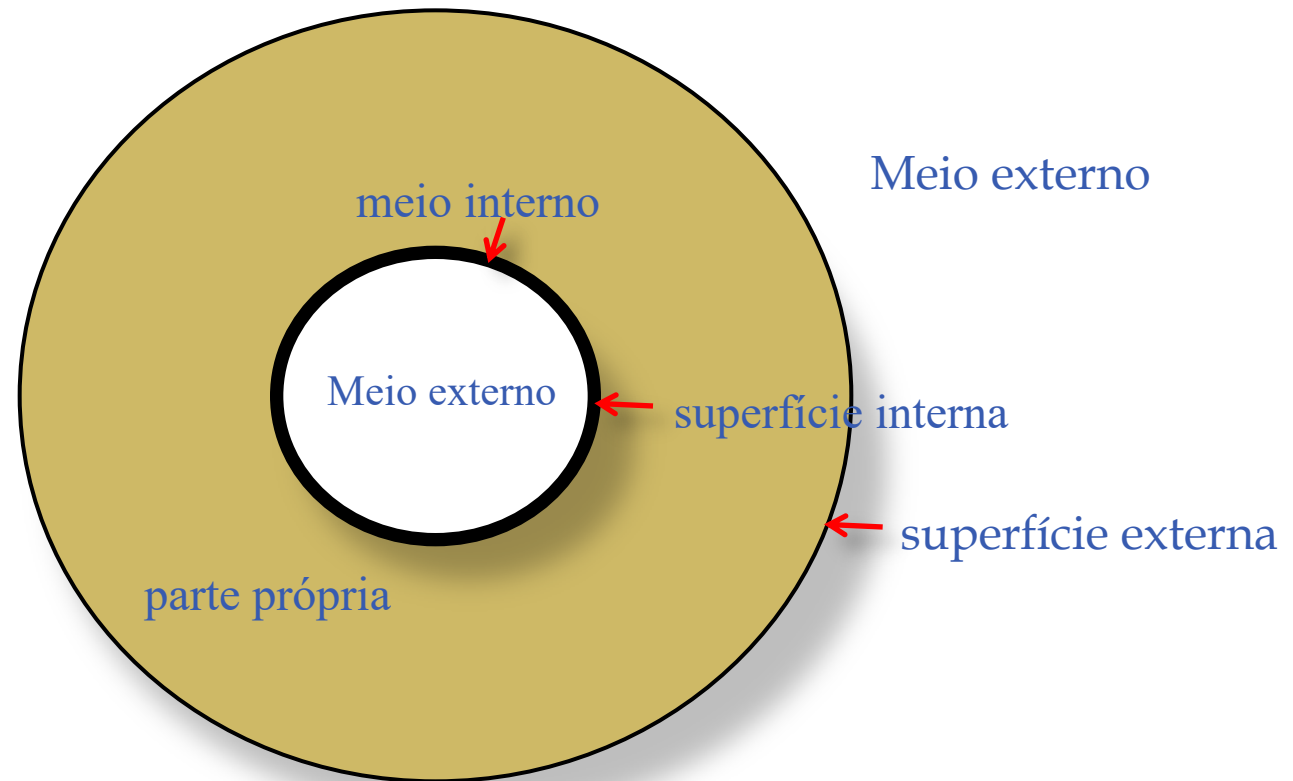 Meio externo
meio interno
Meio externo
superfície interna
superfície externa
parte própria